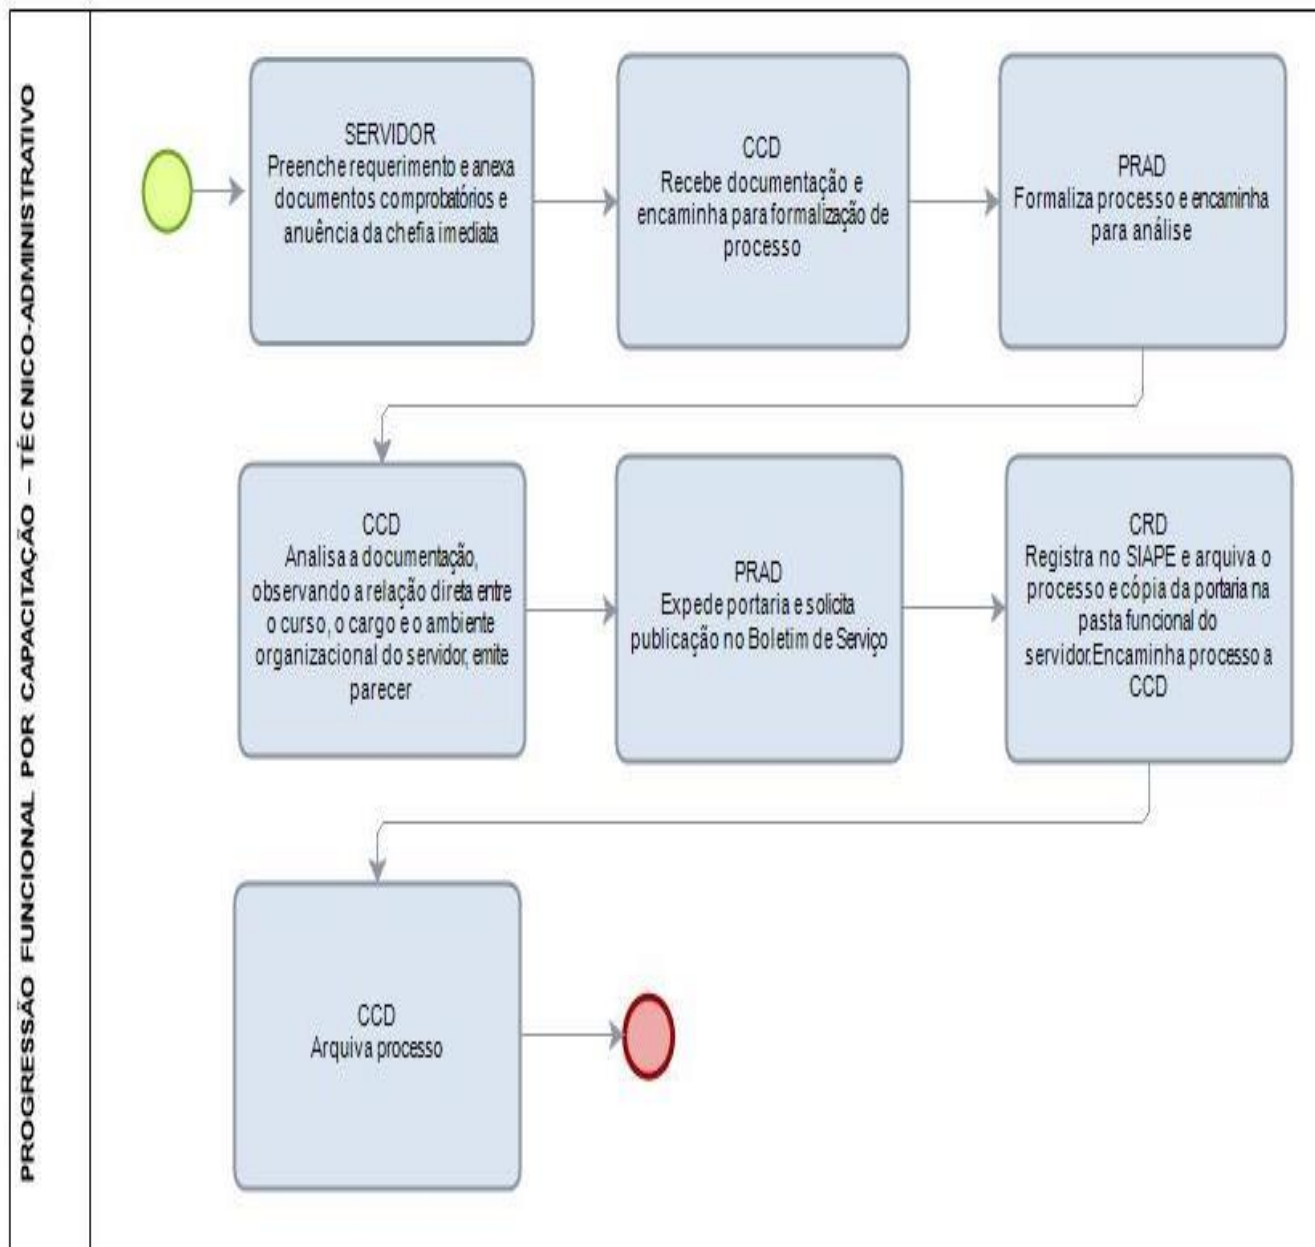 PROGRESSÃO FUNCIONAL POR CAPACITAÇÃO – TÉCNICO-ADMINISTRATIVO
SERVIDOR
Preenche requerimento e anexa
documentos comprobatórios e
anuência da chefia imediata
CCD
Recebe documentação e
encaminha para formalização de
processo
PRAD
Formaliza processo e encaminha
para análise
CCD
Analisa a documentação,
observando a relação direta entre
o curso, o cargo e o ambiente
organizacional do servidor, emite
parecer
PRAD
Expede portaria e solicita
publicação no Boletim de Serviço
CRD
Registra no SIAPE e arquiva o
processo e cópia da portaria na
pasta funcional do
servidor.Encaminha processo a
CCD
CCD
Arquiva processo